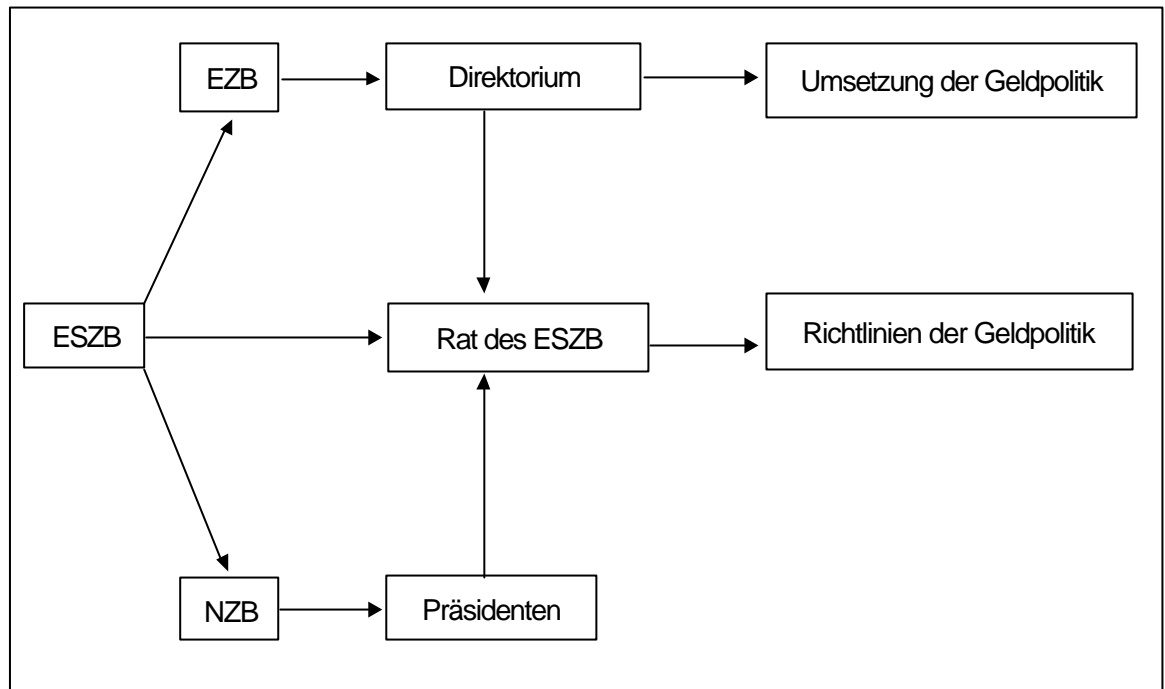 EZB
Direktorium
Umsetzung der Geldpolitik
ESZB
Rat des ESZB
Richtlinien der Geldpolitik
NZB
Präsidenten